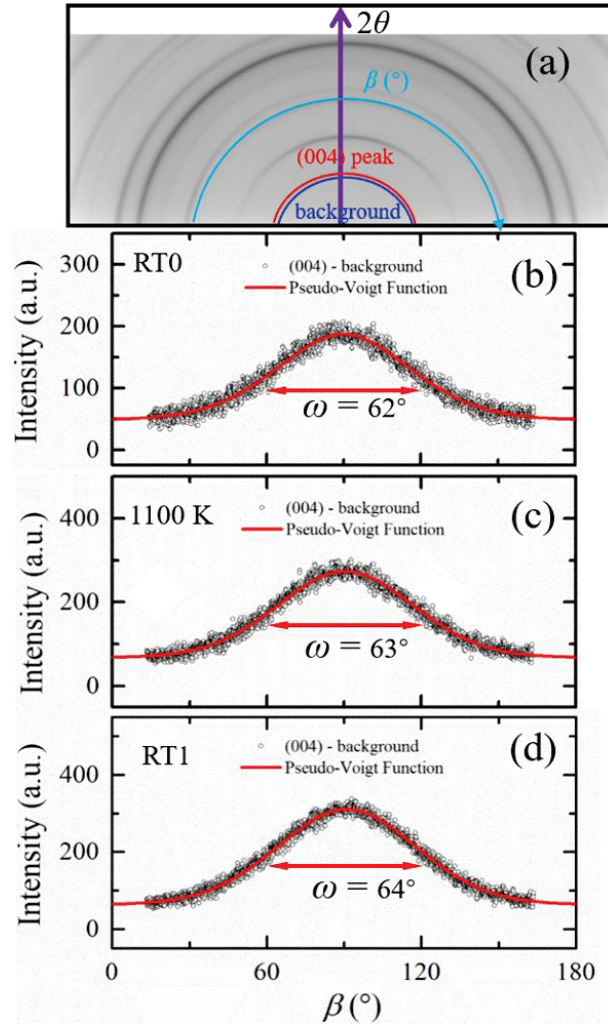 2θ
(a)
β (°)
(004) peak
background
Intensity (a.u.)
300
200
100
0
RT0
(004) - background
Pseudo-Voigt Function
(b)
ω = 62°
Intensity (a.u.)
400
200
0
1100 K
(004) - background
Pseudo-Voigt Function
(c)
ω = 63°
Intensity (a.u.)
400
200
0
RT1
(004) - background
Pseudo-Voigt Function
(d)
ω = 64°
0 60 120 180
β (°)